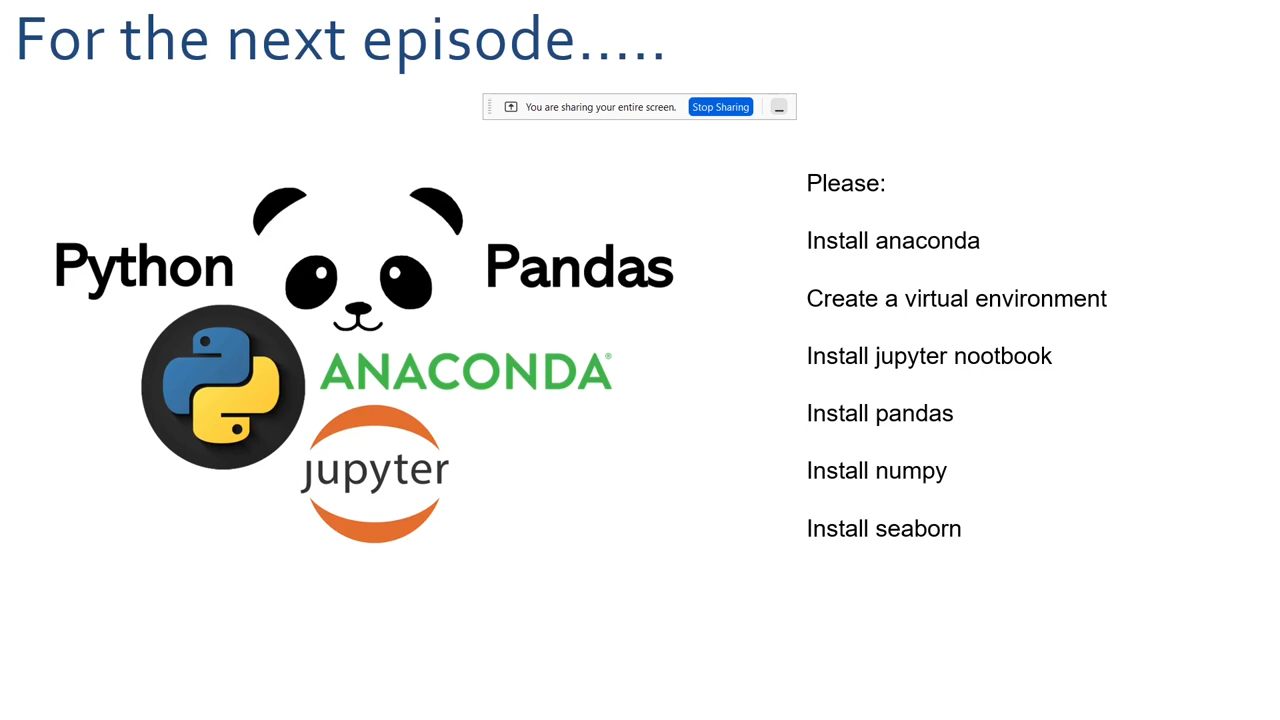 For the next episode.....
You are sharing your entire screen.
Stop Sharing
Python
Pandas
ANACONDA®
jupyter
Please:
Install anaconda
Create a virtual environment
Install jupyter nootbook
Install pandas
Install numpy
Install seaborn